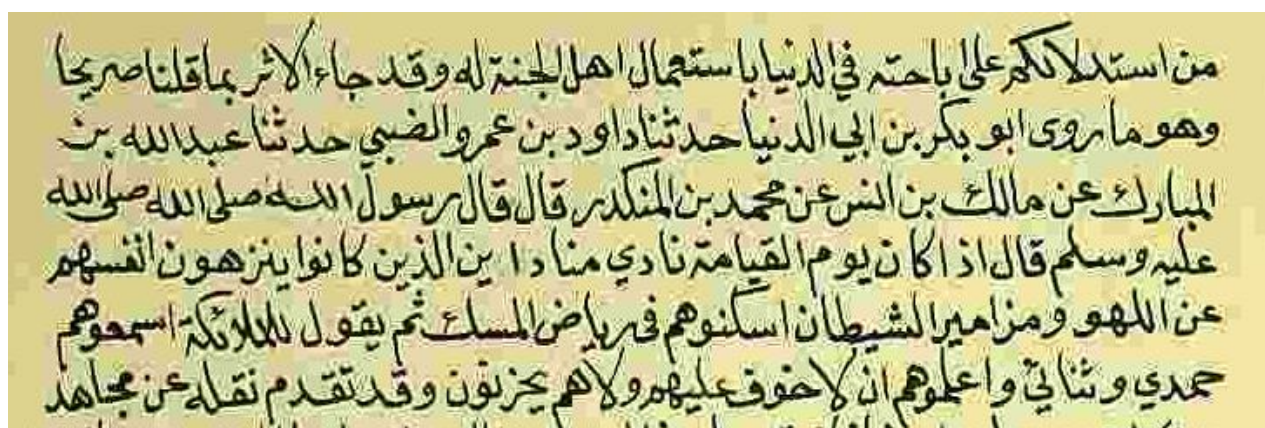 من استدلالكم على اباحته في الدنيا باستعمال اهل الجنة له وقد جاء الاثر بما قلنا صريحا
وهو ما روى ابو بكر بن ابي الدنيا حدثنا داود بن عمرو الضبي حدثنا عبدالله بن
المبارك عن مالك بن انس عن محمد بن المنكدر قال قال رسول الله صلى الله صلى الله
عليه وسلم قال اذا كان يوم القيامة نادي مناد اين الذين كانوا ينزهون انفسهم
عن اللهو ومزامير الشيطان اسكنوهم في رياض المسك ثم يقول للملائكة اسمعوهم
حمدي وثنائي واعلموهم ان لا خوف عليهم ولا هم يحزنون وقد تقدم نقله عن مجاهد